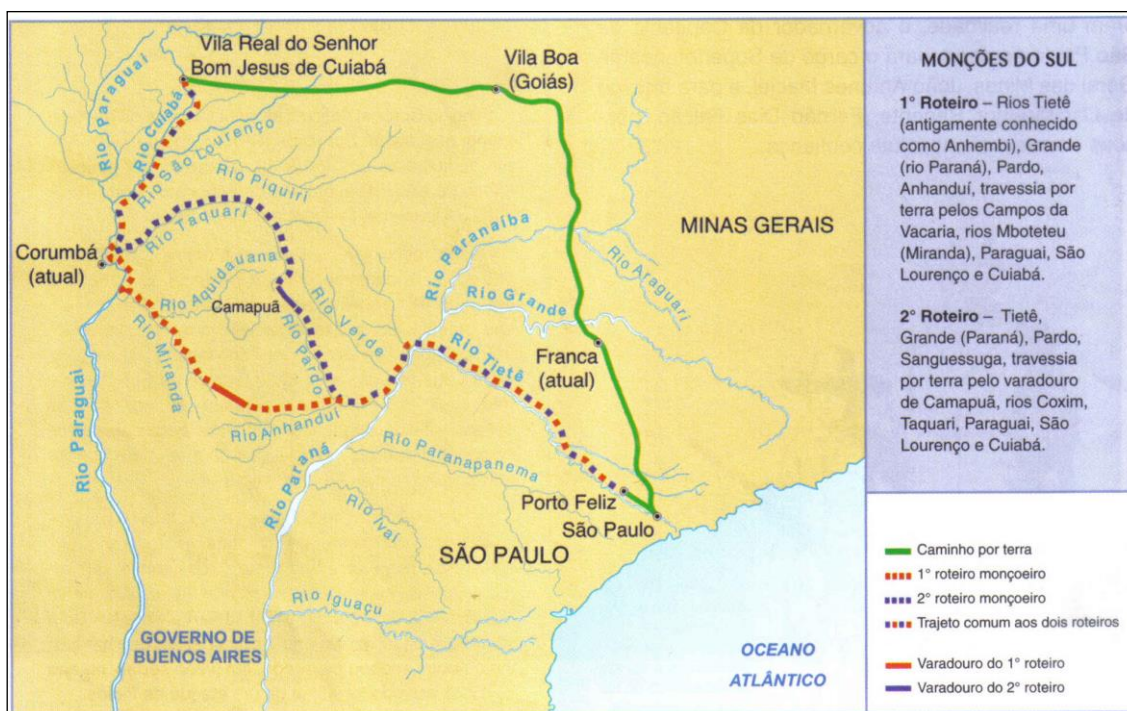 Vila Real do Senhor
Bom Jesus de Cuiabá
Vila Boa
(Goiás)
Rio Paraguai
Rio Cuiabá
Rio São Lourenço
Rio Piquiri
Rio Taquari
Corumbá
(atual)
Rio Aquidauana
Camapuã
Rio Verde
Rio Pardo
Rio Miranda
Rio Anhanduí
Rio Paraguai
Rio Paranaíba
MINAS GERAIS
Rio Araguari
Rio Grande
Franca
(atual)
Rio Tietê
Rio Paraná
Rio Paranapanema
Porto Feliz
São Paulo
Rio Ivaí
SÃO PAULO
Rio Iguaçu
GOVERNO DE
BUENOS AIRES
OCEANO
ATLÂNTICO
MONÇÕES DO SUL
1° Roteiro – Rios Tietê
(antigamente conhecido
como Anhembi), Grande
(rio Paraná), Pardo,
Anhanduí, travessia por
terra pelos Campos da
Vacaria, rios Mboteteu
(Miranda), Paraguai, São
Lourenço e Cuiabá.
2° Roteiro – Tietê,
Grande (Paraná), Pardo,
Sanguessuga, travessia
por terra pelo varadouro
de Camapuã, rios Coxim,
Taquari, Paraguai, São
Lourenço e Cuiabá.
Caminho por terra
1° roteiro monçoeiro
2° roteiro monçoeiro
Trajeto comum aos dois roteiros
Varadouro do 1° roteiro
Varadouro do 2° roteiro